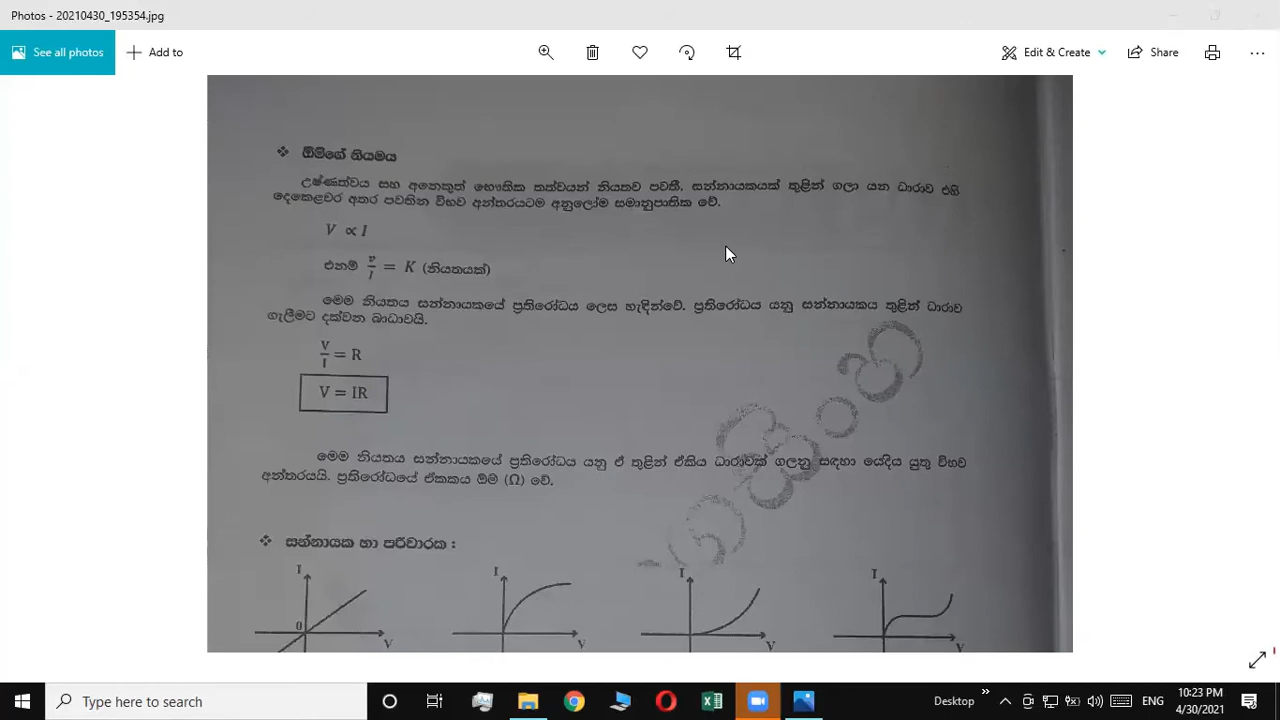 Photos - 20210430_195354.jpg
See all photos
Add to
Edit & Create
Share
❖ ඕම්ගේ නියමය
උෂ්ණත්වය සහ අනෙකුත් භෞතික තත්වයන් නියතව පවතී. සන්නායකයක් තුළින් ගලා යන ධාරාව එහි
දෙකෙළවර අතර පවතින විභව අන්තරයටම අනුලෝම සමානුපාතික වේ.
V ∝ I
එනම් v/I = K (නියතයක්)
මෙම නියතය සන්නායකයේ ප්‍රතිරෝධය ලෙස හැඳින්වේ. ප්‍රතිරෝධය යනු සන්නායකය තුළින් ධාරාව
ගැලීමට දක්වන බාධාවයි.
V/I = R
V = IR
මෙම නියතය සන්නායකයේ ප්‍රතිරෝධය යනු ඒ තුළින් ඒකීය ධාරාවක් ගලනු සඳහා යේදිය යුතු විභව
අන්තරයයි. ප්‍රතිරෝධයේ ඒකකය ඔම (Ω) වේ.
❖ සන්නායක හා පරිවාරක :
I I I I
0
V V V V
Type here to search
Desktop
ENG
10:23 PM
4/30/2021